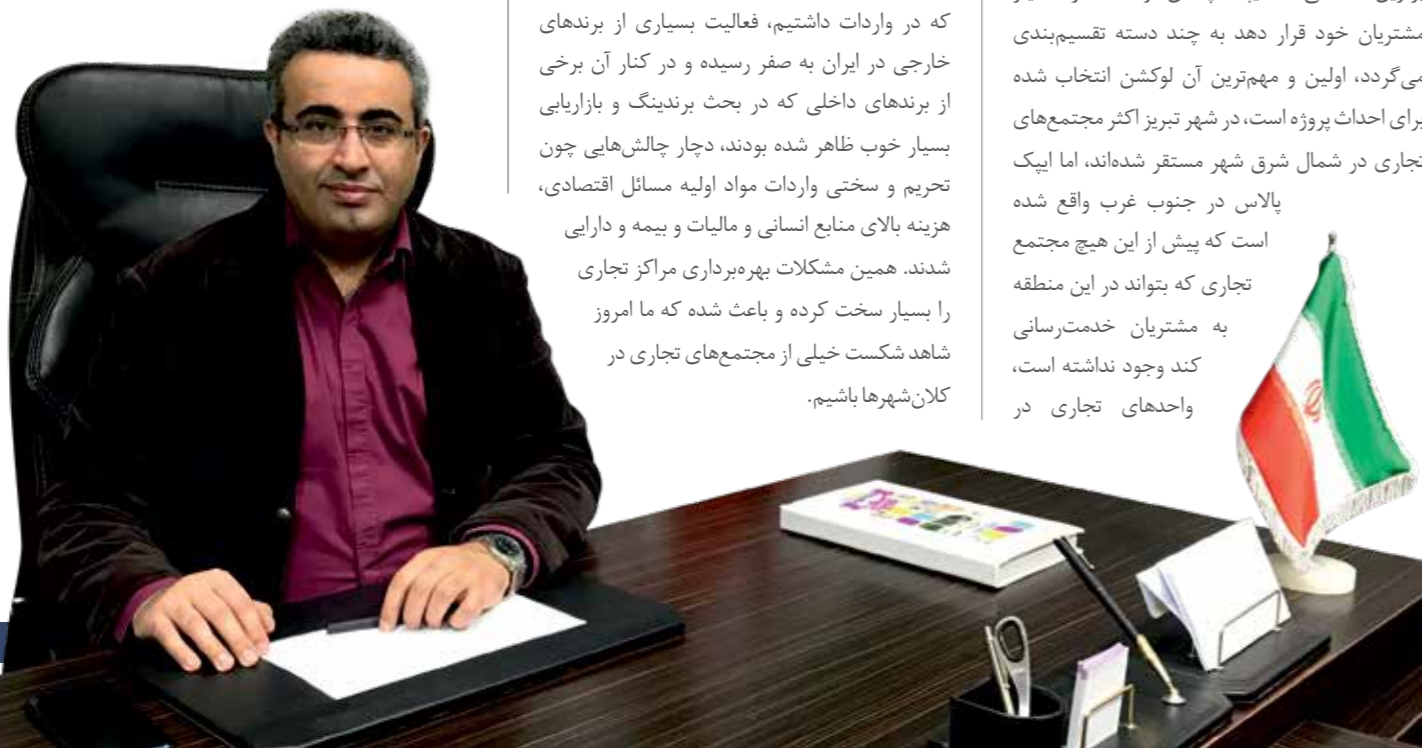 مشتریان خود قرار دهد به چند دسته تقسیم‌بندی
می‌گردد، اولین و مهم‌ترین آن لوکشن انتخاب شده
برای احداث پروژه است، در شهر تبریز اکثر مجتمع‌های
تجاری در شمال شرق شهر مستقر شده‌اند، اما اپیک
پالاس در جنوب غرب واقع شده
است که پیش از این هیچ مجتمع
تجاری که بتواند در این منطقه
به مشتریان خدمت‌رسانی
کند وجود نداشته است،
واحدهای تجاری در
که در واردات داشتیم، فعالیت بسیاری از برندهای
خارجی در ایران به صفر رسیده و در کنار آن برخی
از برندهای داخلی که در بحث برندینگ و بازاریابی
بسیار خوب ظاهر شده بودند، دچار چالش‌هایی چون
تحریم و سختی واردات مواد اولیه مسائل اقتصادی،
هزینه بالای منابع انسانی و مالیات و بیمه و دارایی
شدند. همین مشکلات بهره‌برداری مراکز تجاری
را بسیار سخت کرده و باعث شده که ما امروز
شاهد شکست خیلی از مجتمع‌های تجاری در
کلان‌شهرها باشیم.